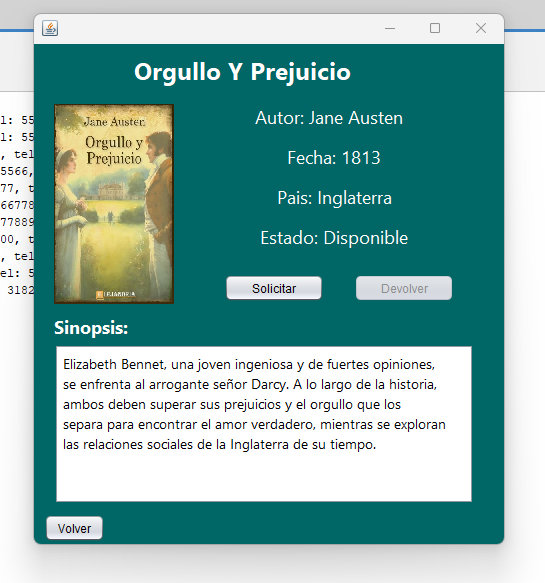 Orgullo Y Prejuicio
Jane Austen
Orgullo y
Prejuicio
LEJANDRIA
Autor: Jane Austen
Fecha: 1813
Pais: Inglaterra
Estado: Disponible
Solicitar
Devolver
Sinopsis:
Elizabeth Bennet, una joven ingeniosa y de fuertes opiniones,
se enfrenta al arrogante señor Darcy. A lo largo de la historia,
ambos deben superar sus prejuicios y el orgullo que los
separa para encontrar el amor verdadero, mientras se exploran
las relaciones sociales de la Inglaterra de su tiempo.
Volver
l: 55
l: 55
, tel
5566,
77, t
66778
77889
00, t
, tel
el: 5
3182